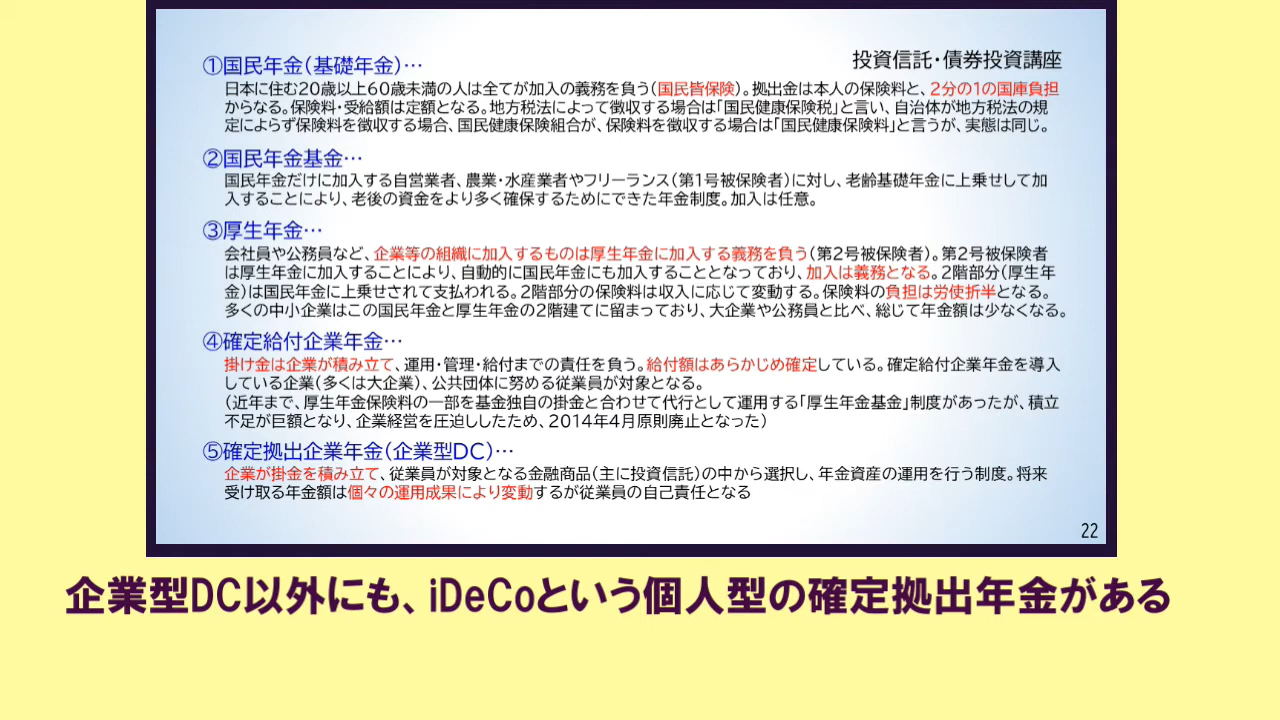 投資信託・債券投資講座
①国民年金(基礎年金)…
日本に住む20歳以上60歳未満の人は全てが加入の義務を負う(国民皆保険)。拠出金は本人の保険料と、2分の1の国庫負担
からなる。保険料・受給額は定額となる。地方税法によって徴収する場合は「国民健康保険税」と言い、自治体が地方税法の規
定によらず保険料を徴収する場合、国民健康保険組合が、保険料を徴収する場合は「国民健康保険料」と言うが、実態は同じ。
②国民年金基金…
国民年金だけに加入する自営業者、農業・水産業者やフリーランス(第1号被保険者)に対し、老齢基礎年金に上乗せして加
入することにより、老後の資金をより多く確保するためにできた年金制度。加入は任意。
③厚生年金…
会社員や公務員など、企業等の組織に加入するものは厚生年金に加入する義務を負う(第2号被保険者)。第2号被保険者
は厚生年金に加入することにより、自動的に国民年金にも加入することとなっており、加入は義務となる。2階部分(厚生年
金)は国民年金に上乗せされて支払われる。2階部分の保険料は収入に応じて変動する。保険料の負担は労使折半となる。
多くの中小企業はこの国民年金と厚生年金の2階建てに留まっており、大企業や公務員と比べ、総じて年金額は少なくなる。
④確定給付企業年金…
掛け金は企業が積み立て、運用・管理・給付までの責任を負う。給付額はあらかじめ確定している。確定給付企業年金を導入
している企業(多くは大企業)、公共団体に努める従業員が対象となる。
(近年まで、厚生年金保険料の一部を基金独自の掛金と合わせて代行として運用する「厚生年金基金」制度があったが、積立
不足が巨額となり、企業経営を圧迫ししたため、2014年4月原則廃止となった)
⑤確定拠出企業年金(企業型DC)…
企業が掛金を積み立て、従業員が対象となる金融商品(主に投資信託)の中から選択し、年金資産の運用を行う制度。将来
受け取る年金額は個々の運用成果により変動するが従業員の自己責任となる
22
企業型DC以外にも、iDeCoという個人型の確定拠出年金がある